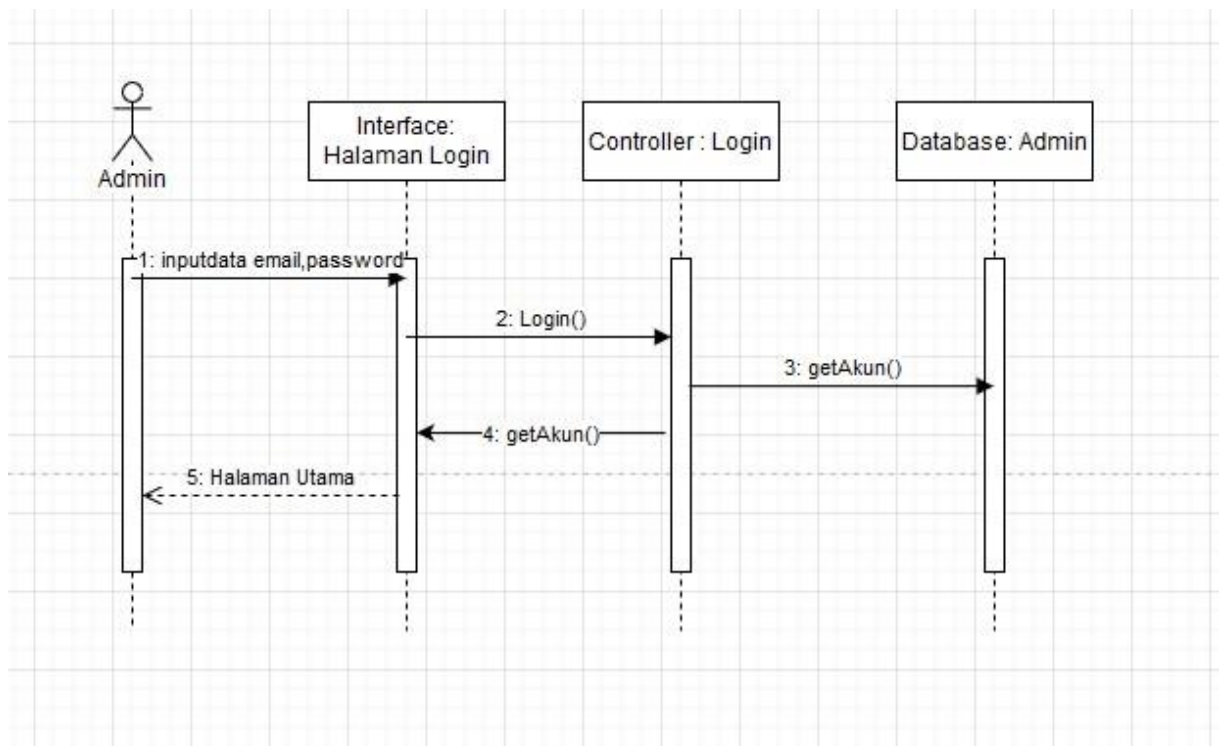 Interface:
Halaman Login
Controller : Login
Database: Admin
Admin
1: inputdata email,password
2: Login()
3: getAkun()
4: getAkun()
5: Halaman Utama